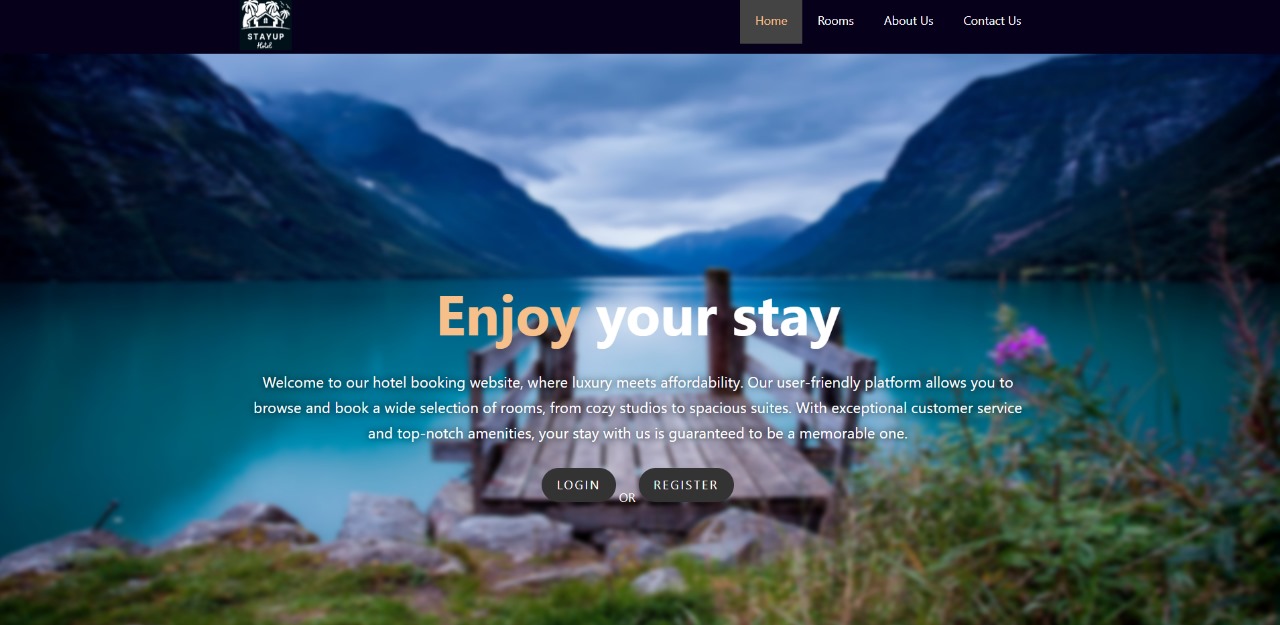 STAYUP
Hotel
Home Rooms About Us Contact Us
Enjoy your stay
Welcome to our hotel booking website, where luxury meets affordability. Our user-friendly platform allows you to
browse and book a wide selection of rooms, from cozy studios to spacious suites. With exceptional customer service
and top-notch amenities, your stay with us is guaranteed to be a memorable one.
LOGIN OR REGISTER